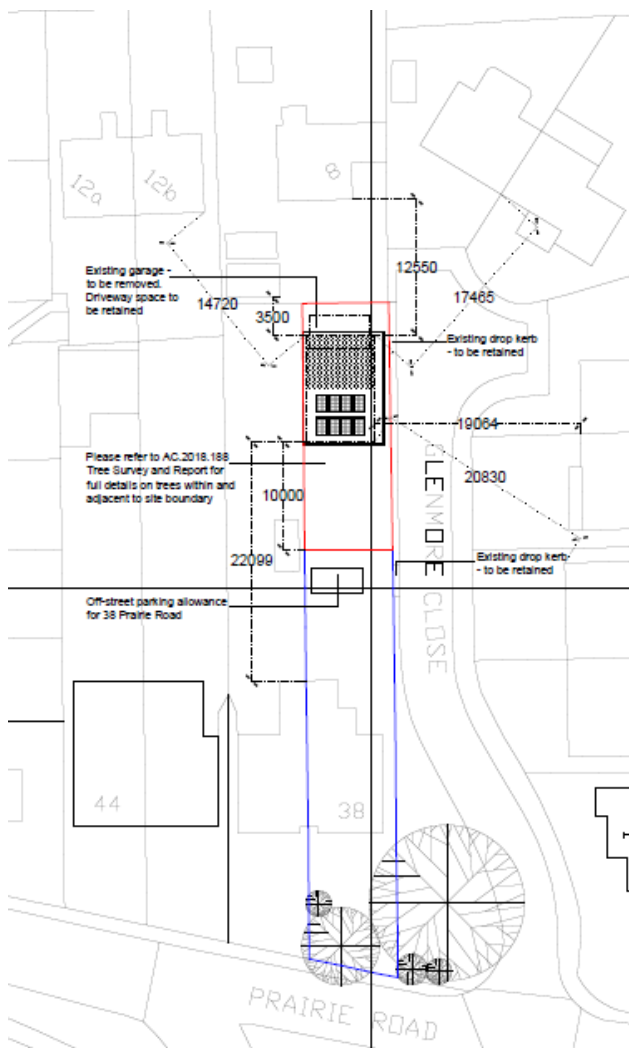 12a
12b
8
12550
17465
Existing garage -
to be removed.
Driveway space to
be retained
14720
3500
Existing drop kerb
- to be retained
19064
20830
Please refer to AC.2018.188
Tree Survey and Report for
full details on trees within and
adjacent to site boundary
10000
22099
GLENMORE CLOSE
Existing drop kerb
- to be retained
Off-street parking allowance
for 38 Prairie Road
44
38
PRAIRIE ROAD